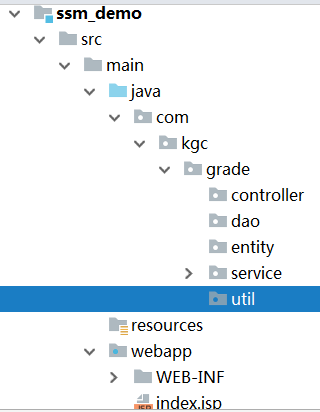 ssm_demo
src
main
java
com
kgc
grade
controller
dao
entity
service
util
resources
webapp
WEB-INF
index.jsp